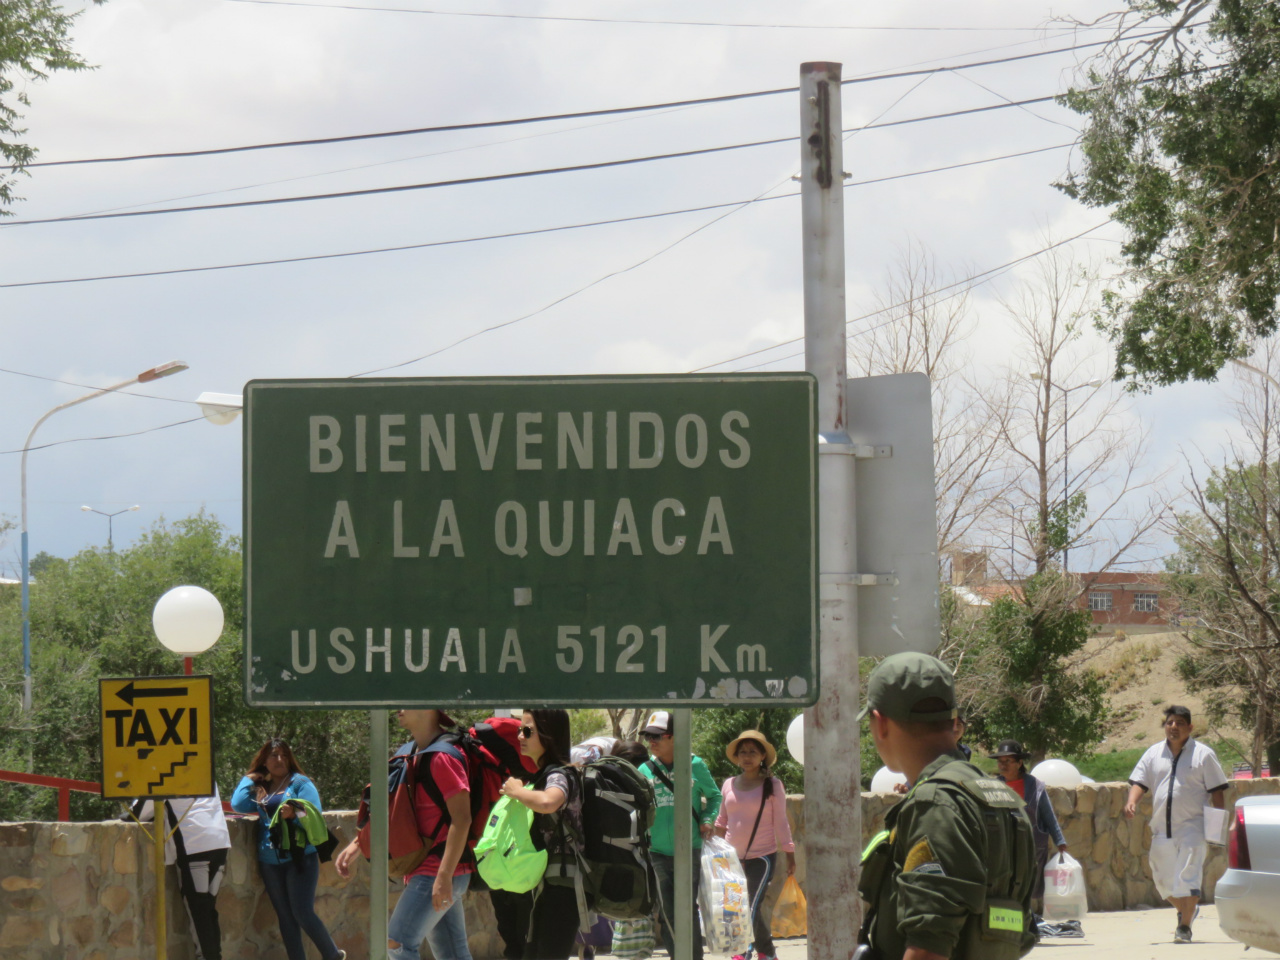 BIENVENIDOS
A LA QUIACA
USHUAIA 5121 Km.
TAXI